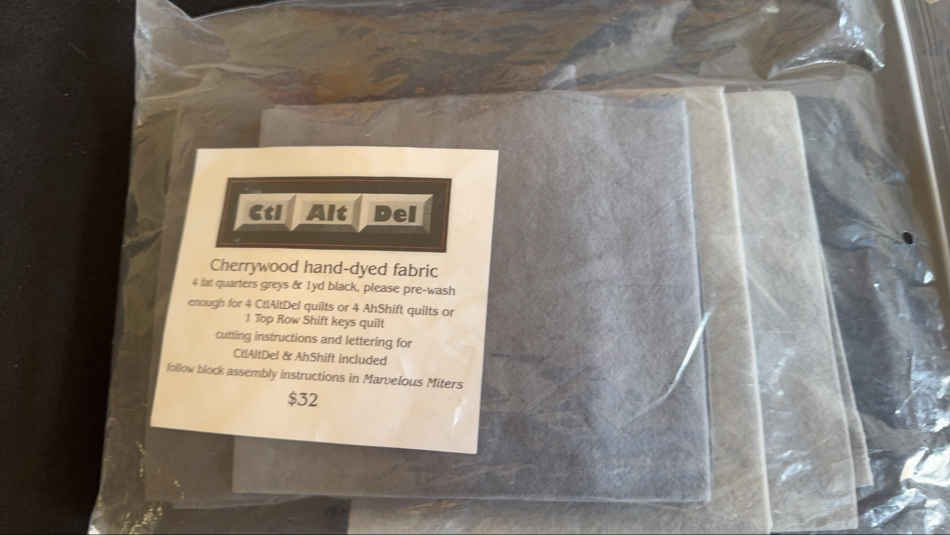 Ctl Alt Del
Cherrywood hand-dyed fabric
4 fat quarters greys & 1yd black, please pre-wash
enough for 4 CtlAltDel quilts or 4 AhShift quilts or
1 Top Row Shift keys quilt
cutting instructions and lettering for
CtlAltDel & AhShift included
follow block assembly instructions in Marvelous Miters
$32